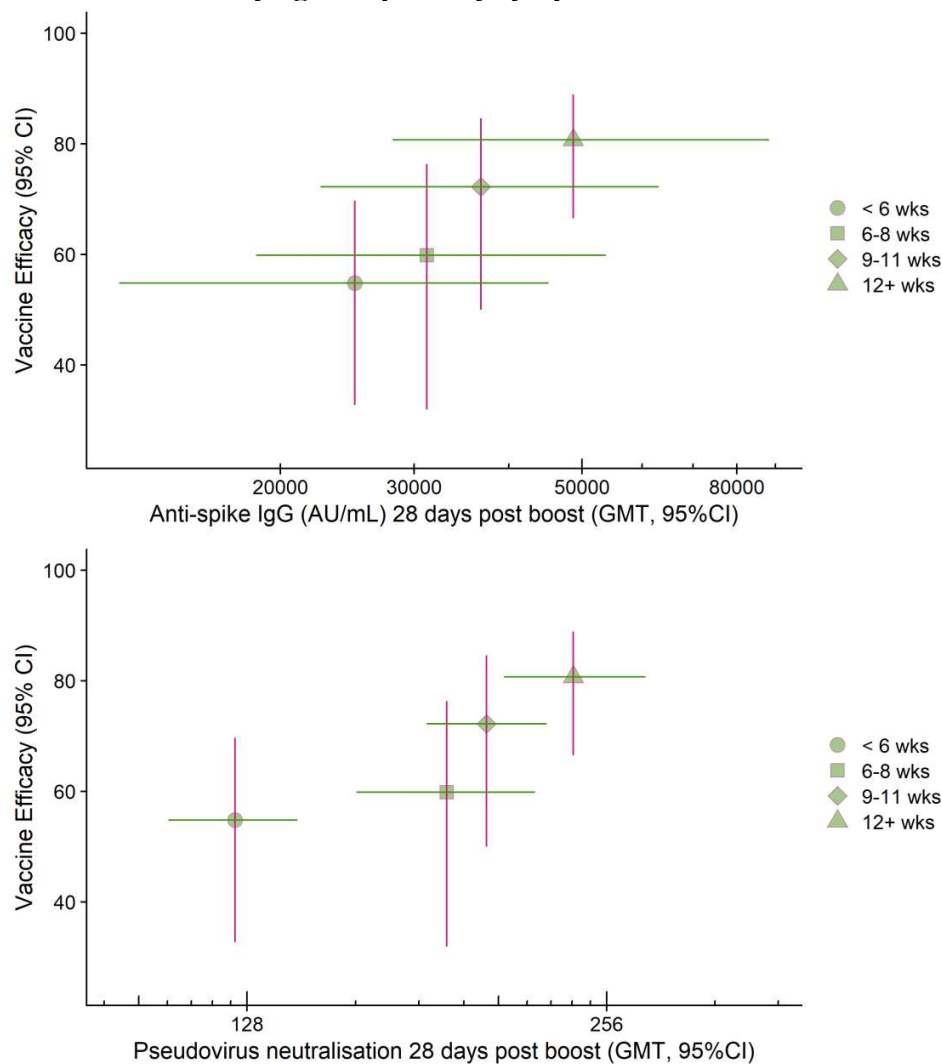 100
80
60
40
Vaccine Efficacy (95% CI)
< 6 wks
6-8 wks
9-11 wks
12+ wks
20000 30000 50000 80000
Anti-spike IgG (AU/mL) 28 days post boost (GMT, 95%CI)
100
80
60
40
Vaccine Efficacy (95% CI)
< 6 wks
6-8 wks
9-11 wks
12+ wks
128 256
Pseudovirus neutralisation 28 days post boost (GMT, 95%CI)